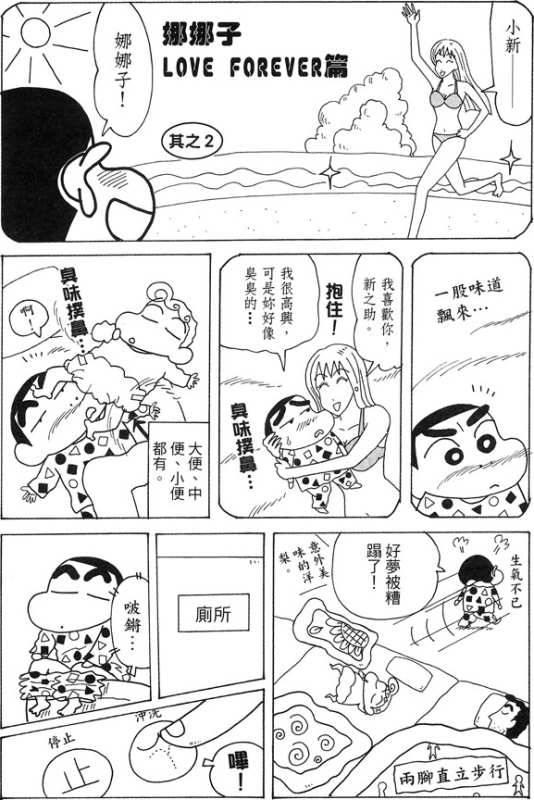 娜娜子
LOVE FOREVER篇
其之2
小新——
娜娜子！
一股味道
飄來…
我喜歡你，
新之助。
抱住！
我很高興，
可是妳好像
臭臭的…
臭味撲鼻…
臭味撲鼻…
啊！
大便、中
便、小便
都有。
生氣不已
好夢被糟
蹋了！
意外美
味的洋
梨。
兩腳直立步行
廁所
啵鏘…
沖洗
嗶！
停止
止